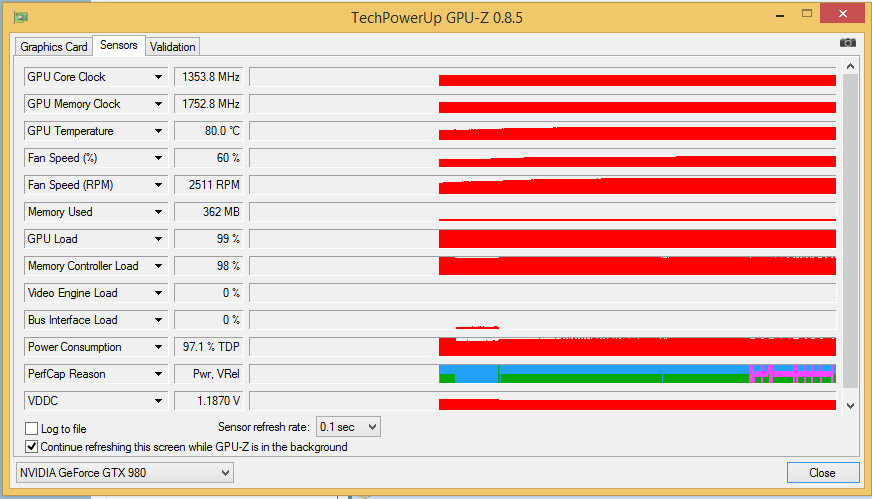 TechPowerUp GPU-Z 0.8.5
Graphics Card Sensors Validation
GPU Core Clock 1353.8 MHz
GPU Memory Clock 1752.8 MHz
GPU Temperature 80.0 °C
Fan Speed (%) 60 %
Fan Speed (RPM) 2511 RPM
Memory Used 362 MB
GPU Load 99 %
Memory Controller Load 98 %
Video Engine Load 0 %
Bus Interface Load 0 %
Power Consumption 97.1 % TDP
PerfCap Reason Pwr, VRel
VDDC 1.1870 V
Log to file Sensor refresh rate: 0.1 sec
Continue refreshing this screen while GPU-Z is in the background
NVIDIA GeForce GTX 980 Close